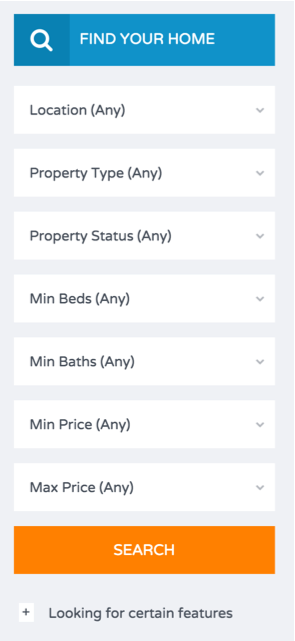 FIND YOUR HOME
Location (Any)
Property Type (Any)
Property Status (Any)
Min Beds (Any)
Min Baths (Any)
Min Price (Any)
Max Price (Any)
SEARCH
+ Looking for certain features